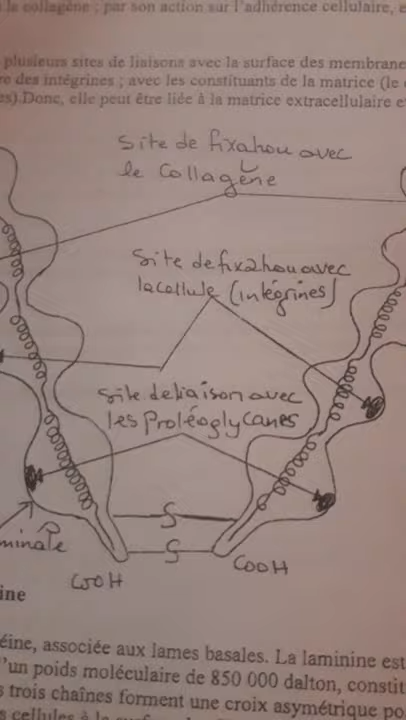 le collagène ; par son action sur l'adhérence cellulaire, e
plusieurs sites de liaisons avec la surface des membrane
re des intégrines ; avec les constituants de la matrice (le
es).Donc, elle peut être liée à la matrice extracellulaire e
Site de fixation avec
le Collagène
Site de fixation avec
la cellule (intégrines)
Site de liaison avec
les Protéoglycanes
S
S
minale
COOH
COOH
ine
éine, associée aux lames basales. La laminine est
d'un poids moléculaire de 850 000 dalton, constit
s trois chaînes forment une croix asymétrique po
s cellules à la